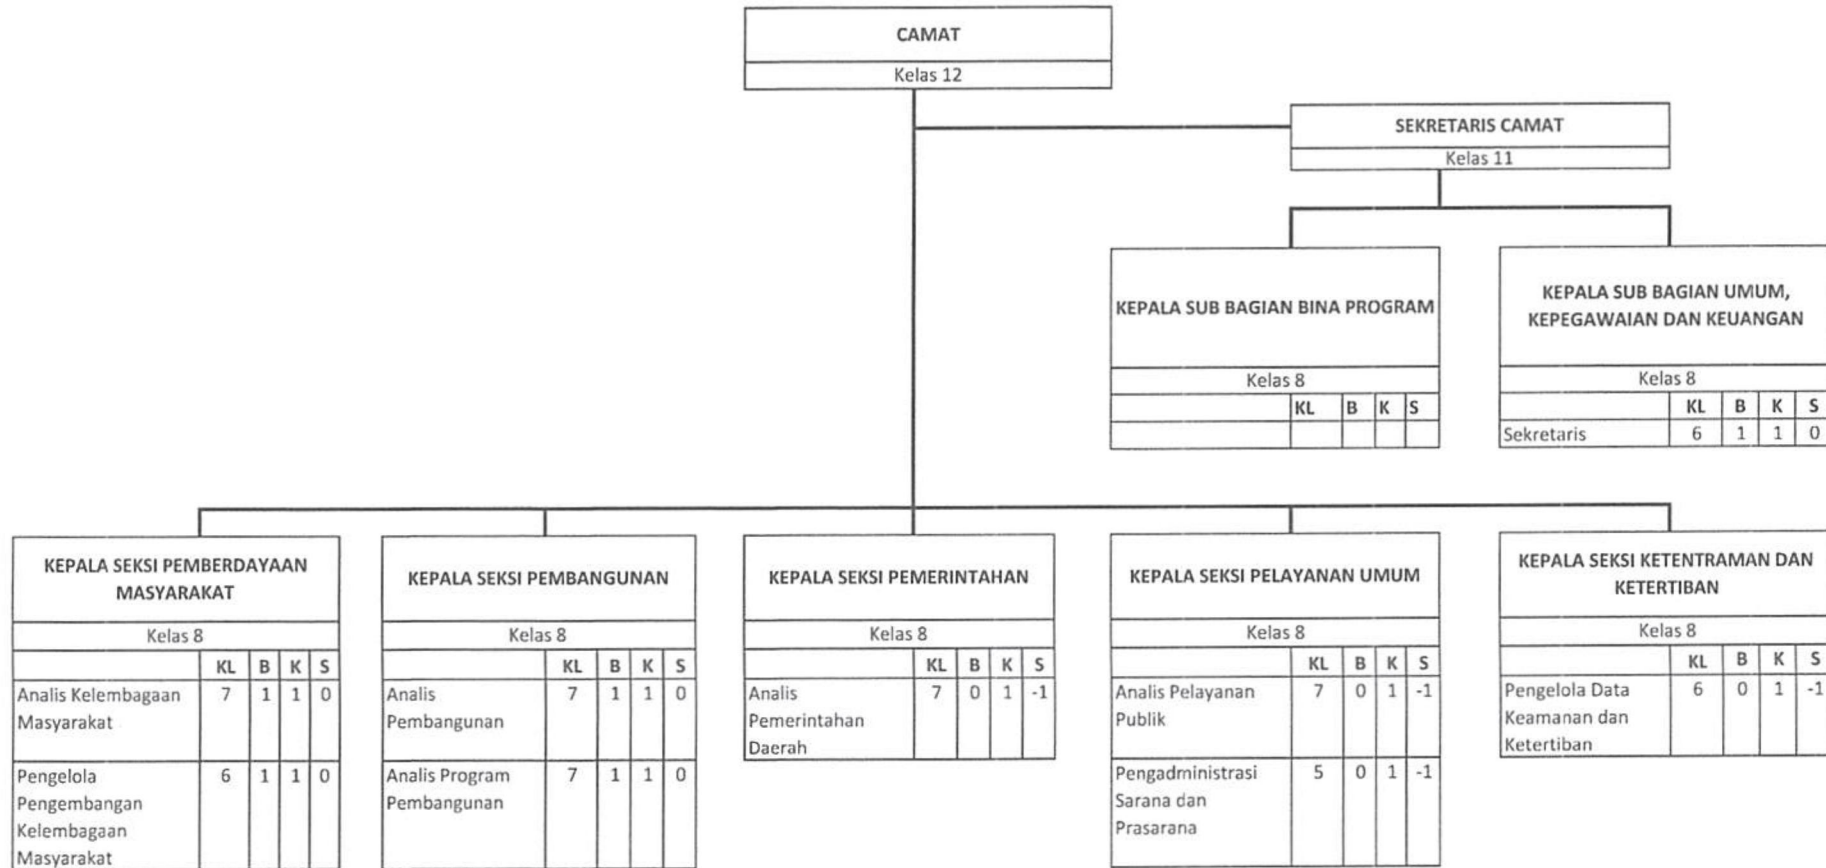 CAMAT
Kelas 12
SEKRETARIS CAMAT
Kelas 11
KEPALA SUB BAGIAN BINA PROGRAM
Kelas 8
KL B K S
KEPALA SUB BAGIAN UMUM,
KEPEGAWAIAN DAN KEUANGAN
Kelas 8
KL B K S
Sekretaris 6 1 1 0
KEPALA SEKSI PEMBERDAYAAN
MASYARAKAT
Kelas 8
KL B K S
Analis Kelembagaan 7 1 1 0
Masyarakat
Pengelola 6 1 1 0
Pengembangan
Kelembagaan
Masyarakat
KEPALA SEKSI PEMBANGUNAN
Kelas 8
KL B K S
Analis 7 1 1 0
Pembangunan
Analis Program 7 1 1 0
Pembangunan
KEPALA SEKSI PEMERINTAHAN
Kelas 8
KL B K S
Analis 7 0 1 -1
Pemerintahan
Daerah
KEPALA SEKSI PELAYANAN UMUM
Kelas 8
KL B K S
Analis Pelayanan 7 0 1 -1
Publik
Pengadministrasi 5 0 1 -1
Sarana dan
Prasarana
KEPALA SEKSI KETENTRAMAN DAN
KETERTIBAN
Kelas 8
KL B K S
Pengelola Data 6 0 1 -1
Keamanan dan
Ketertiban